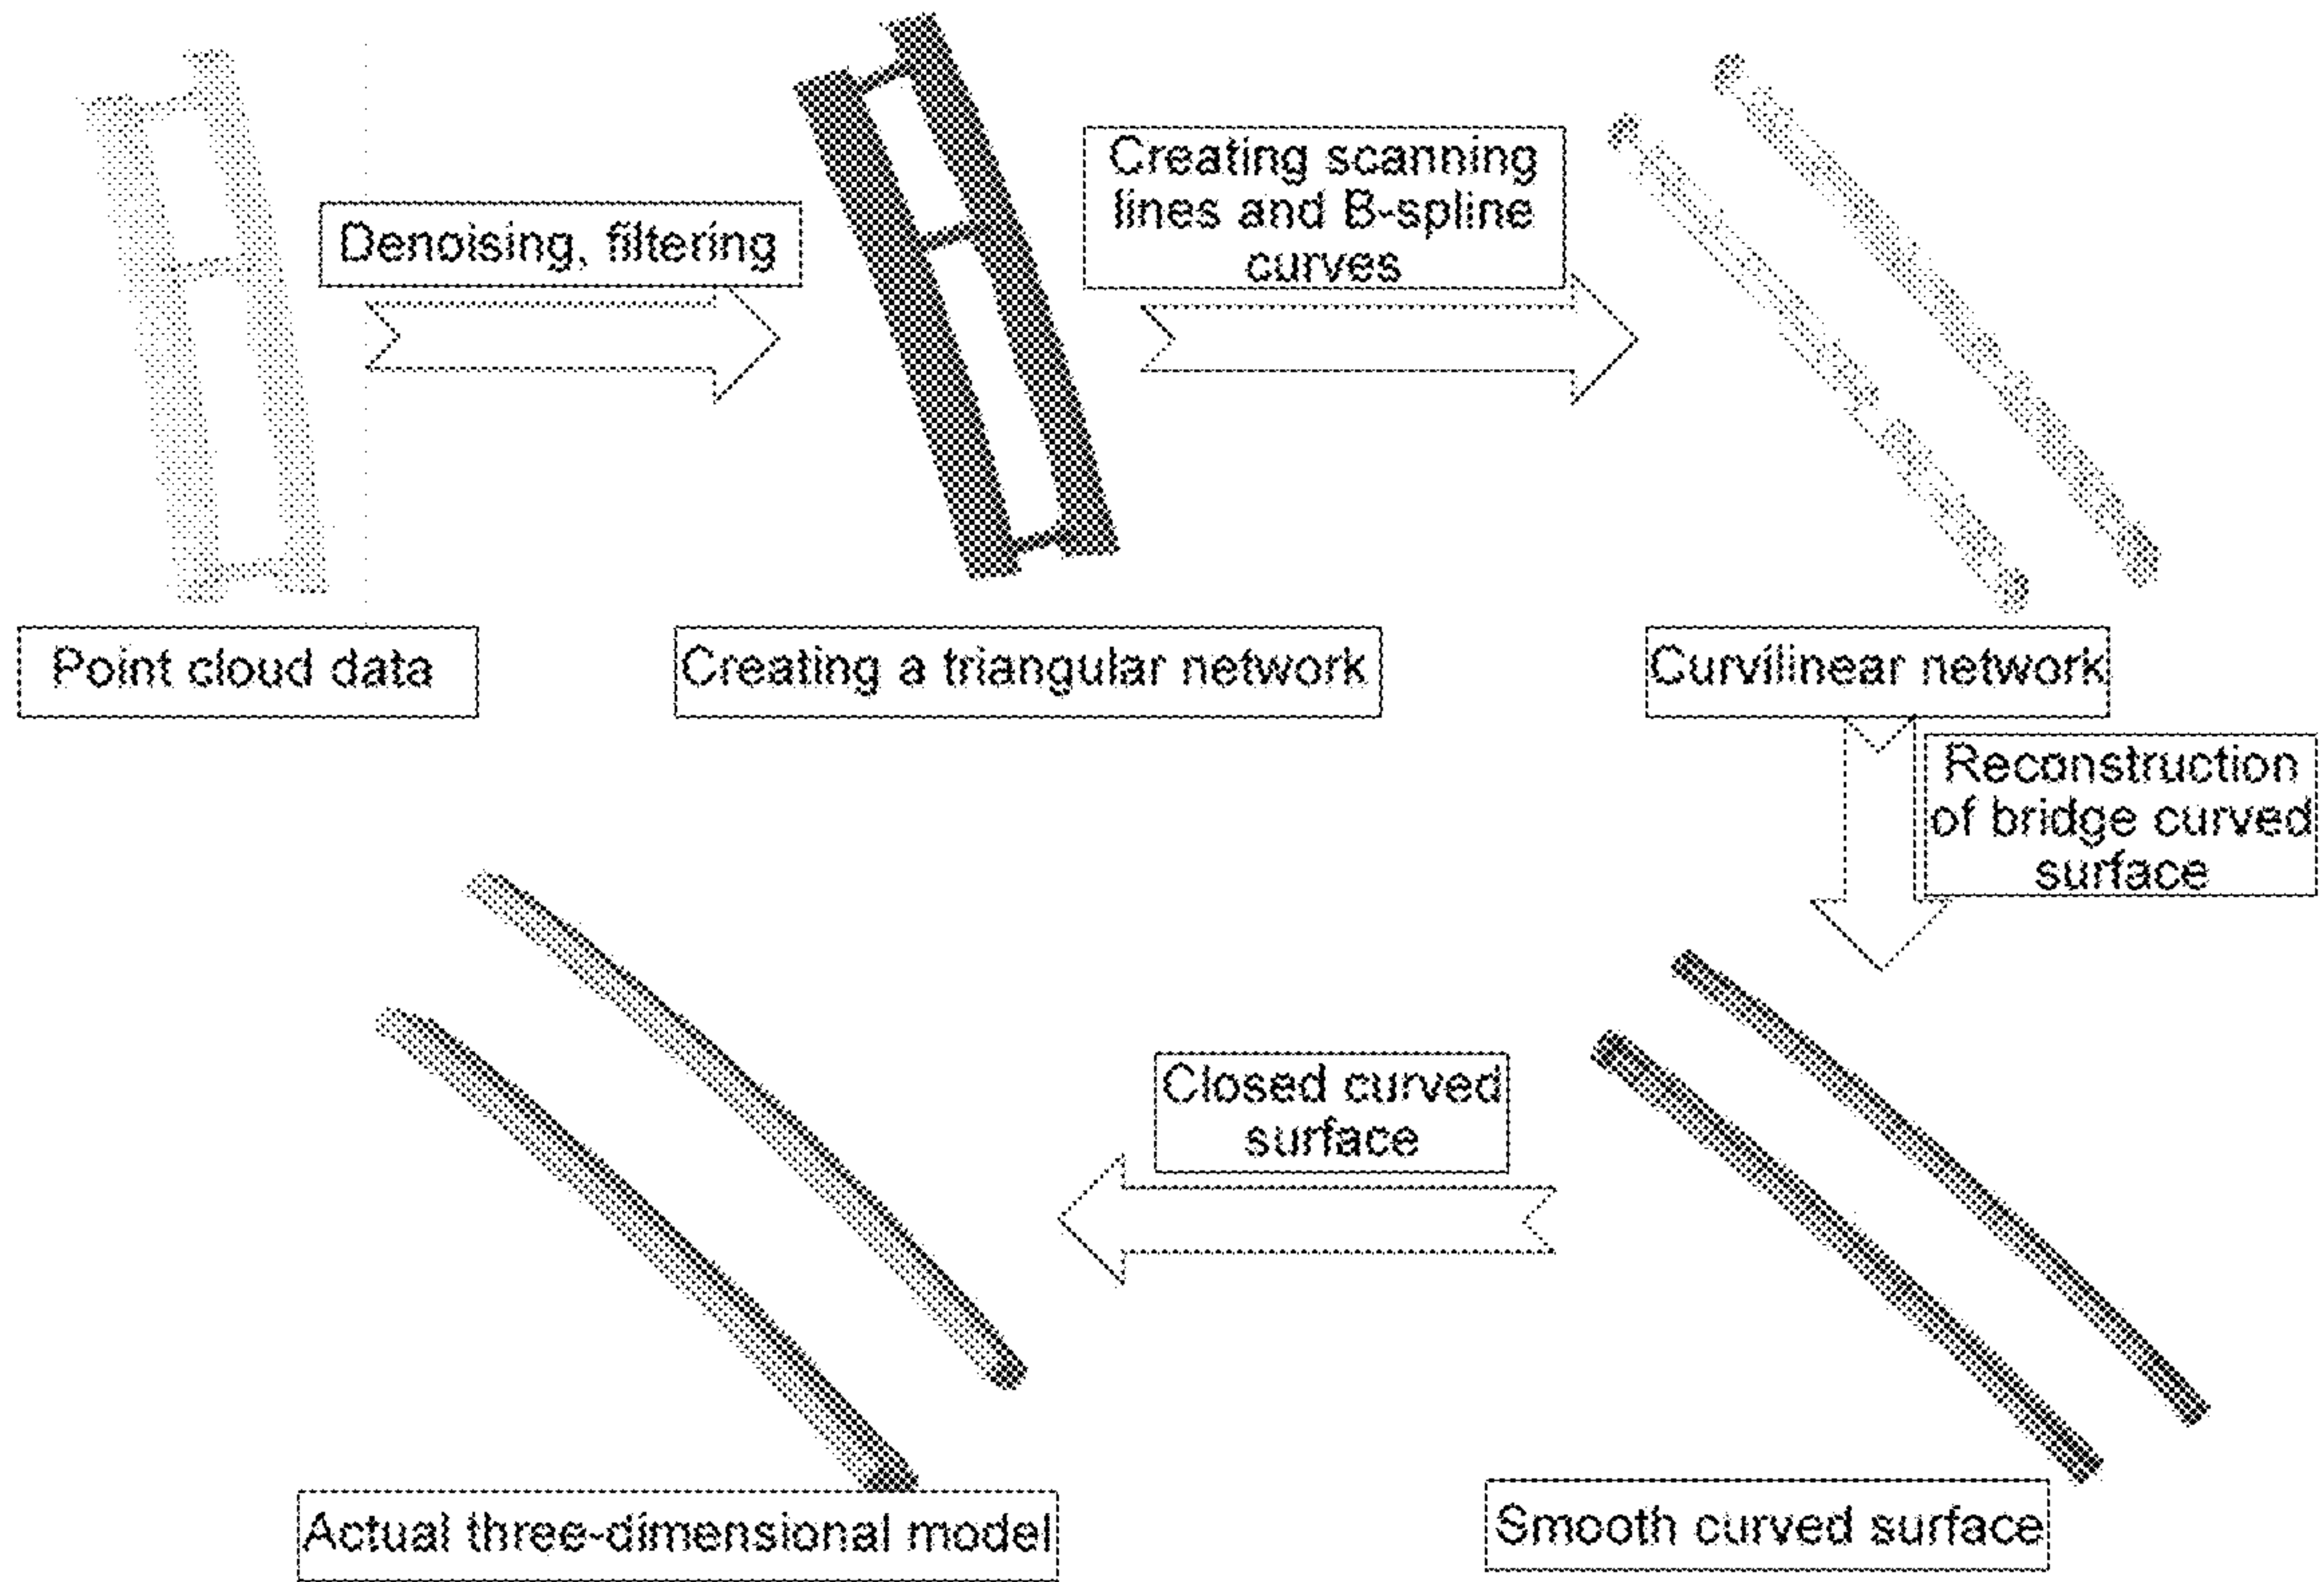 Denoising, filtering
Creating scanning
lines and B-spline
curves
Point cloud data
Creating a triangular network
Curvilinear network
Reconstruction
of bridge curved
surface
Closed curved
surface
Actual three-dimensional model
Smooth curved surface